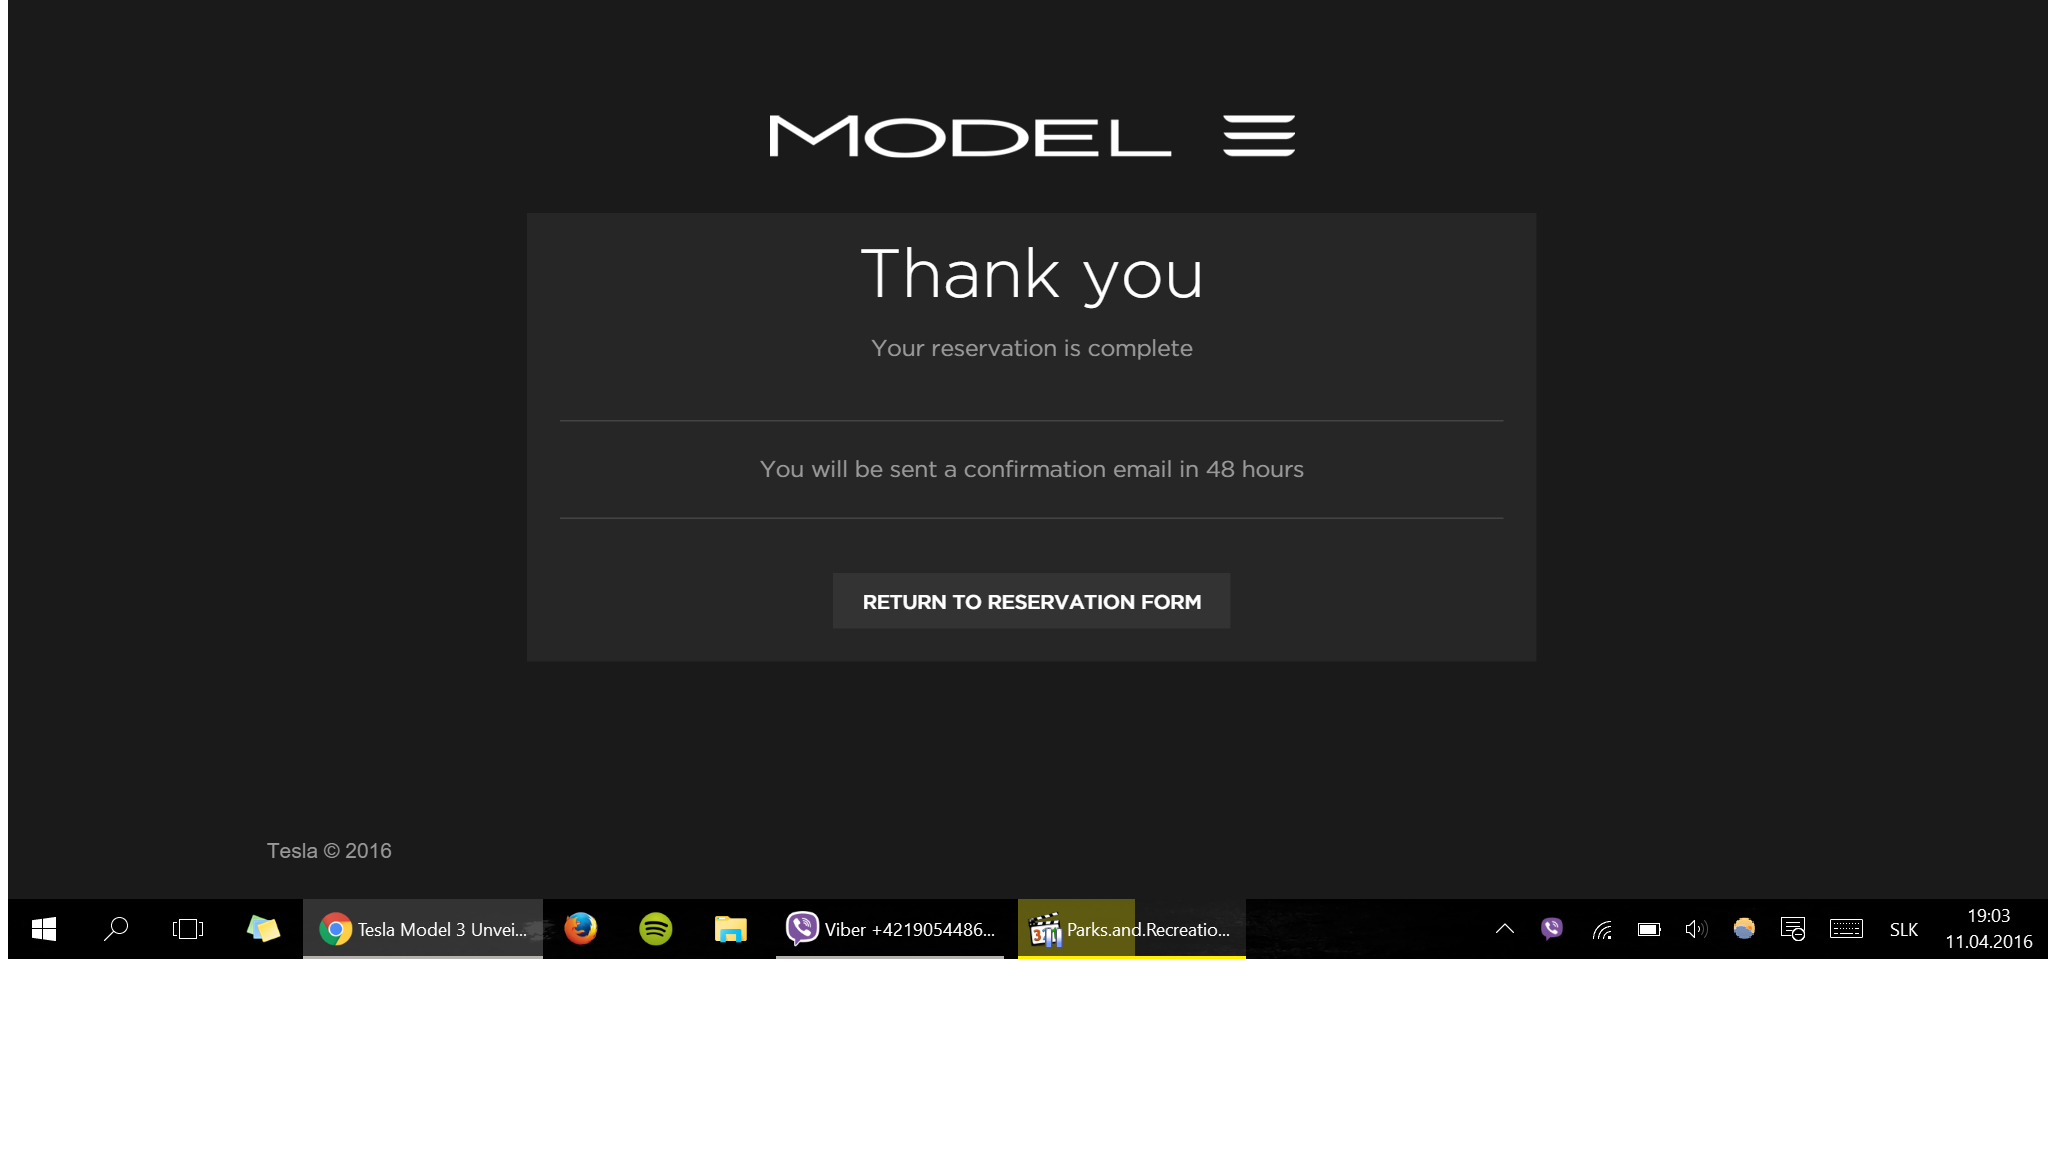 MODEL ☰
Thank you
Your reservation is complete
You will be sent a confirmation email in 48 hours
RETURN TO RESERVATION FORM
Tesla © 2016
Tesla Model 3 Unvei...
Viber +4219054486...
321
Parks.and.Recreatio...
SLK
19:03
11.04.2016